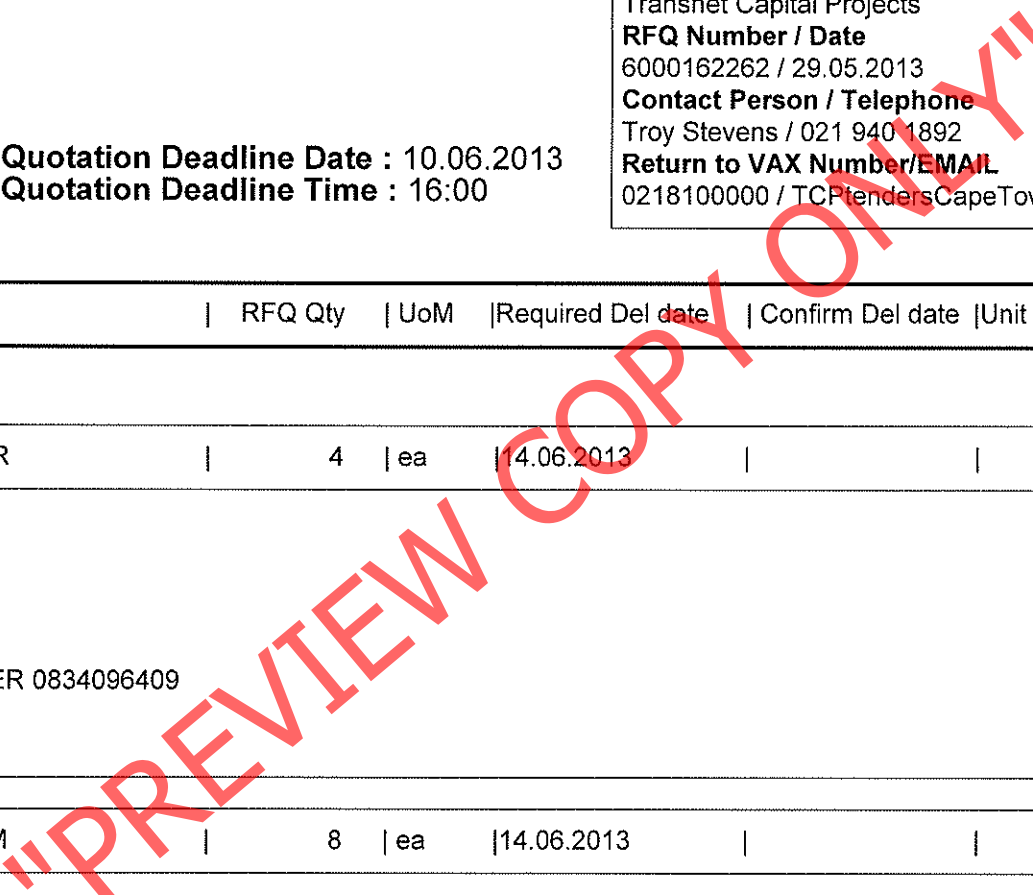 Transnet Capital Projects
RFQ Number / Date
6000162262 / 29.05.2013
Contact Person / Telephone
Troy Stevens / 021 940 1892
Quotation Deadline Date : 10.06.2013
Return to VAX Number/EMAIL
Quotation Deadline Time : 16:00
0218100000 / TCPtendersCapeTov
| RFQ Qty | UoM |Required Del date | Confirm Del date |Unit
R | 4 | ea |14.06.2013 | |
ER 0834096409
M | 8 | ea |14.06.2013 | |
"PREVIEW COPY ONLY"